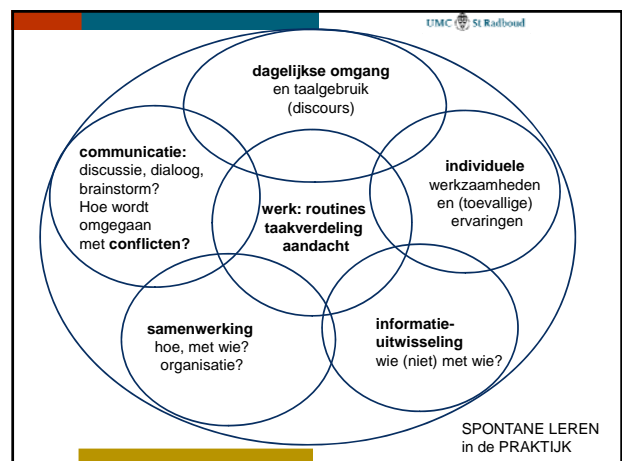 UMC St Radboud
dagelijkse omgang
en taalgebruik
(discours)
communicatie:
discussie, dialoog,
brainstorm?
Hoe wordt
omgegaan
met conflicten?
individuele
werkzaamheden
en (toevallige)
ervaringen
werk: routines
taakverdeling
aandacht
samenwerking
hoe, met wie?
organisatie?
informatie-
uitwisseling
wie (niet) met wie?
SPONTANE LEREN
in de PRAKTIJK